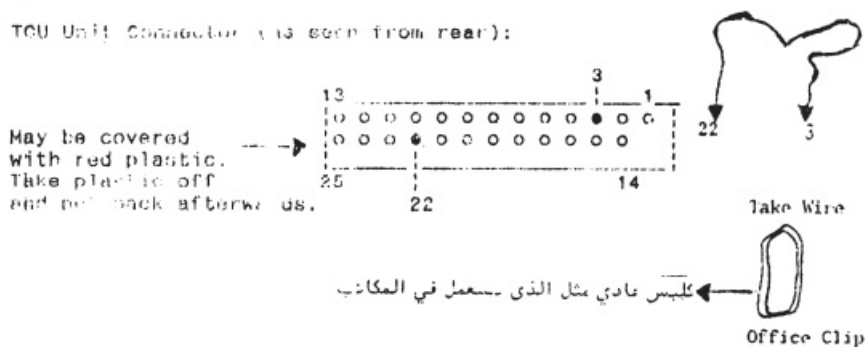 TCU Unit Connector (as seen from rear):
3
13 1
May be covered
with red plastic.
Take plastic off
and put back afterwards.
25 14
22
22 3
Take Wire
كلبس عادي مثل الذى يستعمل في المكاتب
Office Clip